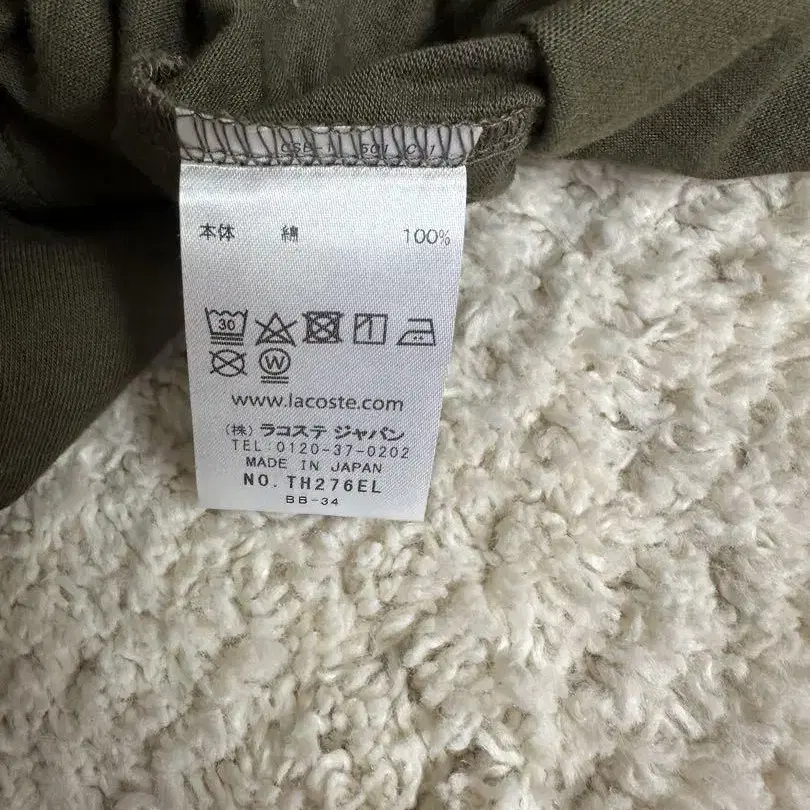 本体 綿 100%
30
W
www.lacoste.com
(株) ラコステ ジャパン
TEL:0120-37-0202
MADE IN JAPAN
NO. TH276EL
BB-34